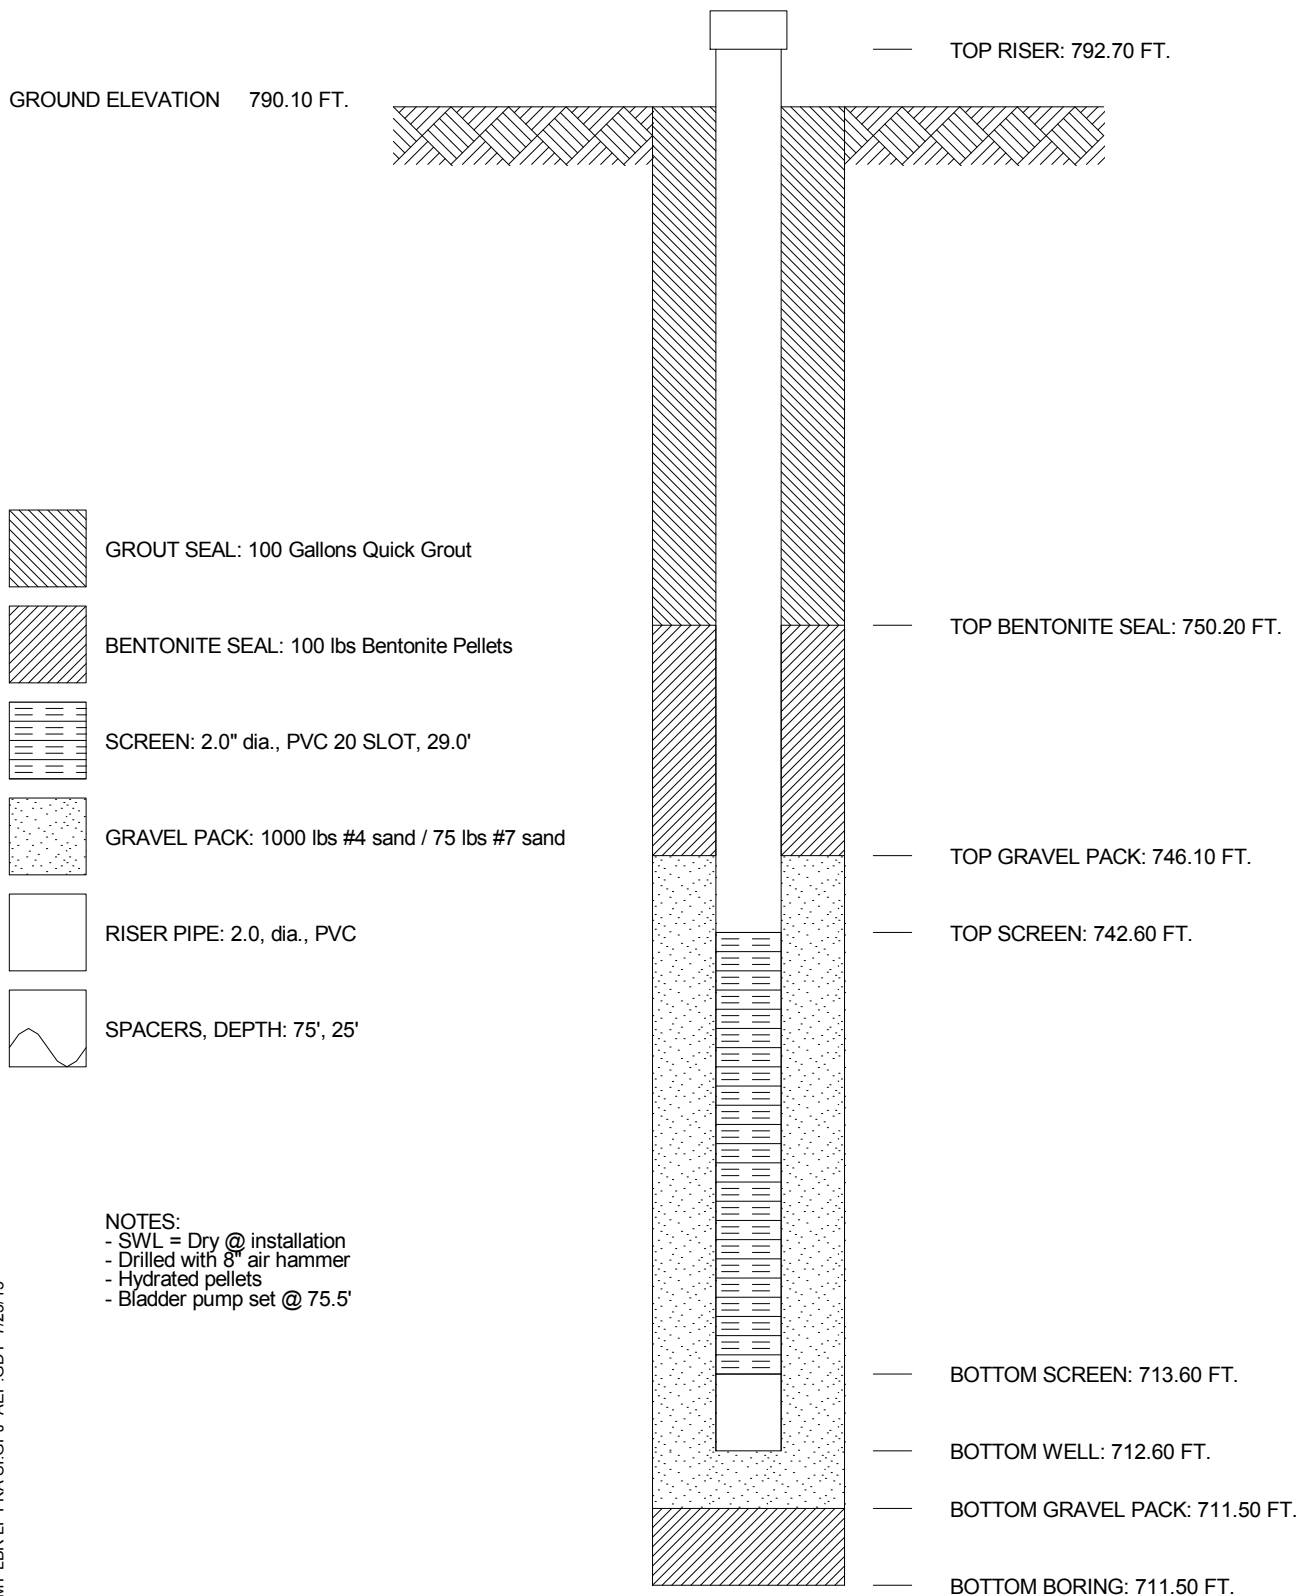 TOP RISER: 792.70 FT.
GROUND ELEVATION 790.10 FT.
GROUT SEAL: 100 Gallons Quick Grout
BENTONITE SEAL: 100 lbs Bentonite Pellets
SCREEN: 2.0" dia., PVC 20 SLOT, 29.0'
GRAVEL PACK: 1000 lbs #4 sand / 75 lbs #7 sand
RISER PIPE: 2.0, dia., PVC
SPACERS, DEPTH: 75', 25'
TOP BENTONITE SEAL: 750.20 FT.
TOP GRAVEL PACK: 746.10 FT.
TOP SCREEN: 742.60 FT.
NOTES:
- SWL = Dry @ installation
- Drilled with 8" air hammer
- Hydrated pellets
- Bladder pump set @ 75.5'
BOTTOM SCREEN: 713.60 FT.
BOTTOM WELL: 712.60 FT.
BOTTOM GRAVEL PACK: 711.50 FT.
BOTTOM BORING: 711.50 FT.